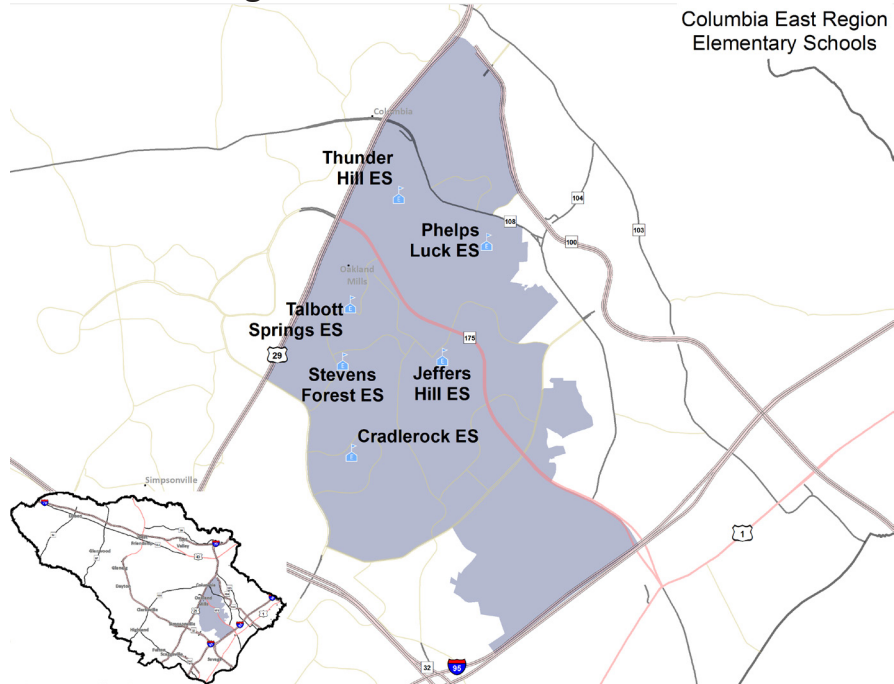 Columbia East Region
Elementary Schools
Columbia
Thunder
Hill ES
104
108
103
Phelps
Luck ES
100
Oakland
Mills
Talbott
Springs ES
175
29
Stevens
Forest ES
Jeffers
Hill ES
Cradlerock ES
Simpsonville
1
32
95